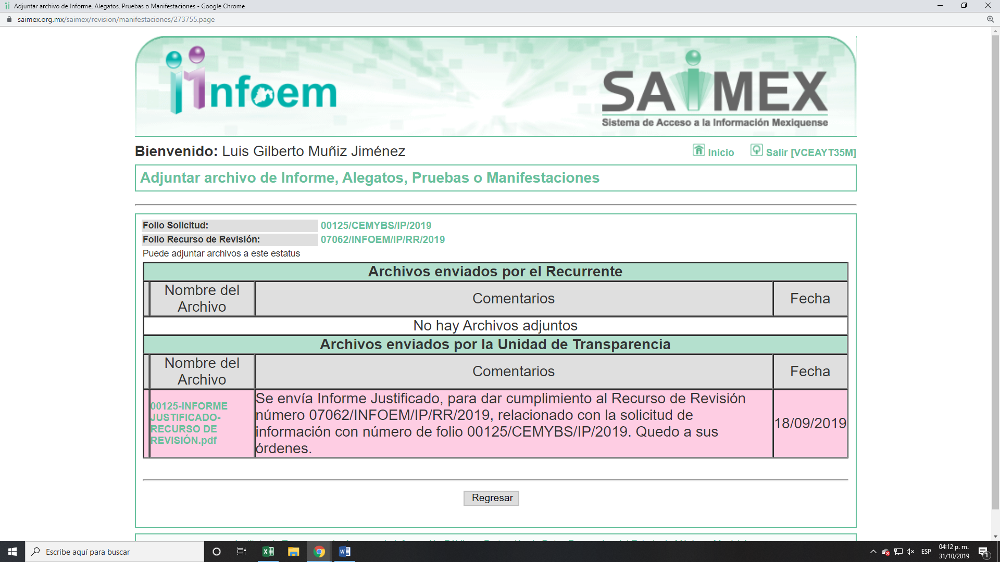 Adjuntar archivo de Informe, Alegatos, Pruebas o Manifestaciones - Google Chrome
saimex.org.mx/saimex/revision/manifestaciones/273755.page
infoem
SAIMEX
Sistema de Acceso a la Información Mexiquense
Bienvenido: Luis Gilberto Muñiz Jiménez
Inicio
Salir [VCEAYT35M]
Adjuntar archivo de Informe, Alegatos, Pruebas o Manifestaciones
Folio Solicitud: 00125/CEMYBS/IP/2019
Folio Recurso de Revisión: 07062/INFOEM/IP/RR/2019
Puede adjuntar archivos a este estatus
Archivos enviados por el Recurrente
Nombre del
Archivo
Comentarios
Fecha
No hay Archivos adjuntos
Archivos enviados por la Unidad de Transparencia
Nombre del
Archivo
Comentarios
Fecha
00125-INFORME
JUSTIFICADO-
RECURSO DE
REVISIÓN.pdf
Se envía Informe Justificado, para dar cumplimiento al Recurso de Revisión
número 07062/INFOEM/IP/RR/2019, relacionado con la solicitud de
información con número de folio 00125/CEMYBS/IP/2019. Quedo a sus
órdenes.
18/09/2019
Regresar
Escribe aquí para buscar
ESP
04:12 p. m.
31/10/2019
1